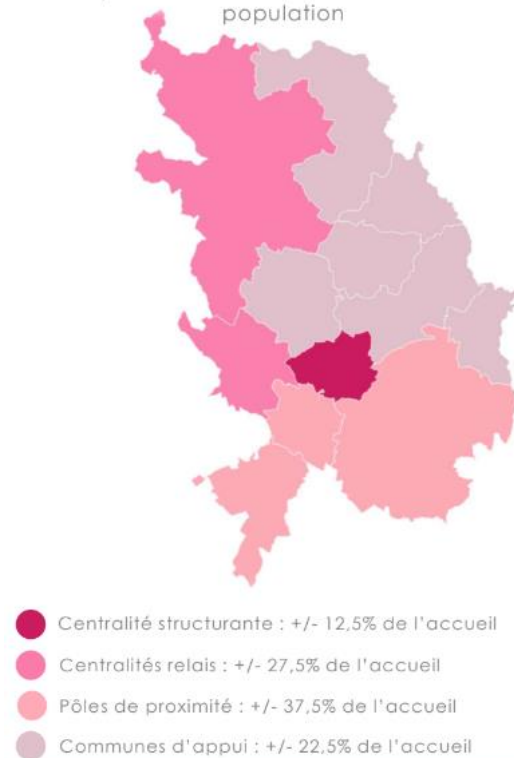 population
Centralité structurante : +/- 12,5% de l'accueil
Centralités relais : +/- 27,5% de l'accueil
Pôles de proximité : +/- 37,5% de l'accueil
Communes d'appui : +/- 22,5% de l'accueil